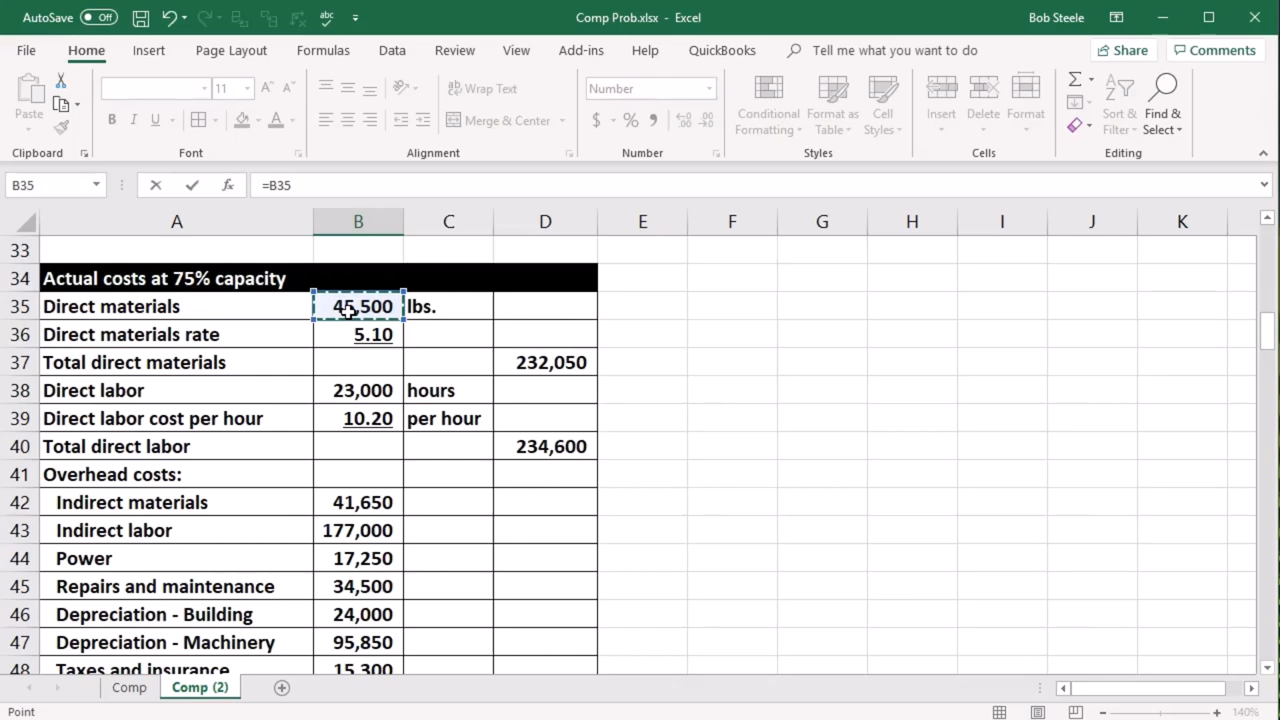 AutoSave Off abc Comp Prob.xlsx - Excel Bob Steele
File Home Insert Page Layout Formulas Data Review View Add-ins Help QuickBooks Tell me what you want to do Share Comments
Paste 11 A A ab Wrap Text Number Conditional Format as Cell Insert Delete Format Sort & Find &
B I U A Merge & Center $ % Formatting Table Styles Filter Select
Clipboard Font Alignment Number Styles Cells Editing
B35 fx =B35
A B C D E F G H I J K
33
34 Actual costs at 75% capacity
35 Direct materials 45,500 lbs.
36 Direct materials rate 5.10
37 Total direct materials 232,050
38 Direct labor 23,000 hours
39 Direct labor cost per hour 10.20 per hour
40 Total direct labor 234,600
41 Overhead costs:
42 Indirect materials 41,650
43 Indirect labor 177,000
44 Power 17,250
45 Repairs and maintenance 34,500
46 Depreciation - Building 24,000
47 Depreciation - Machinery 95,850
48 Taxes and insurance 15,300
Comp Comp (2)
Point 140%